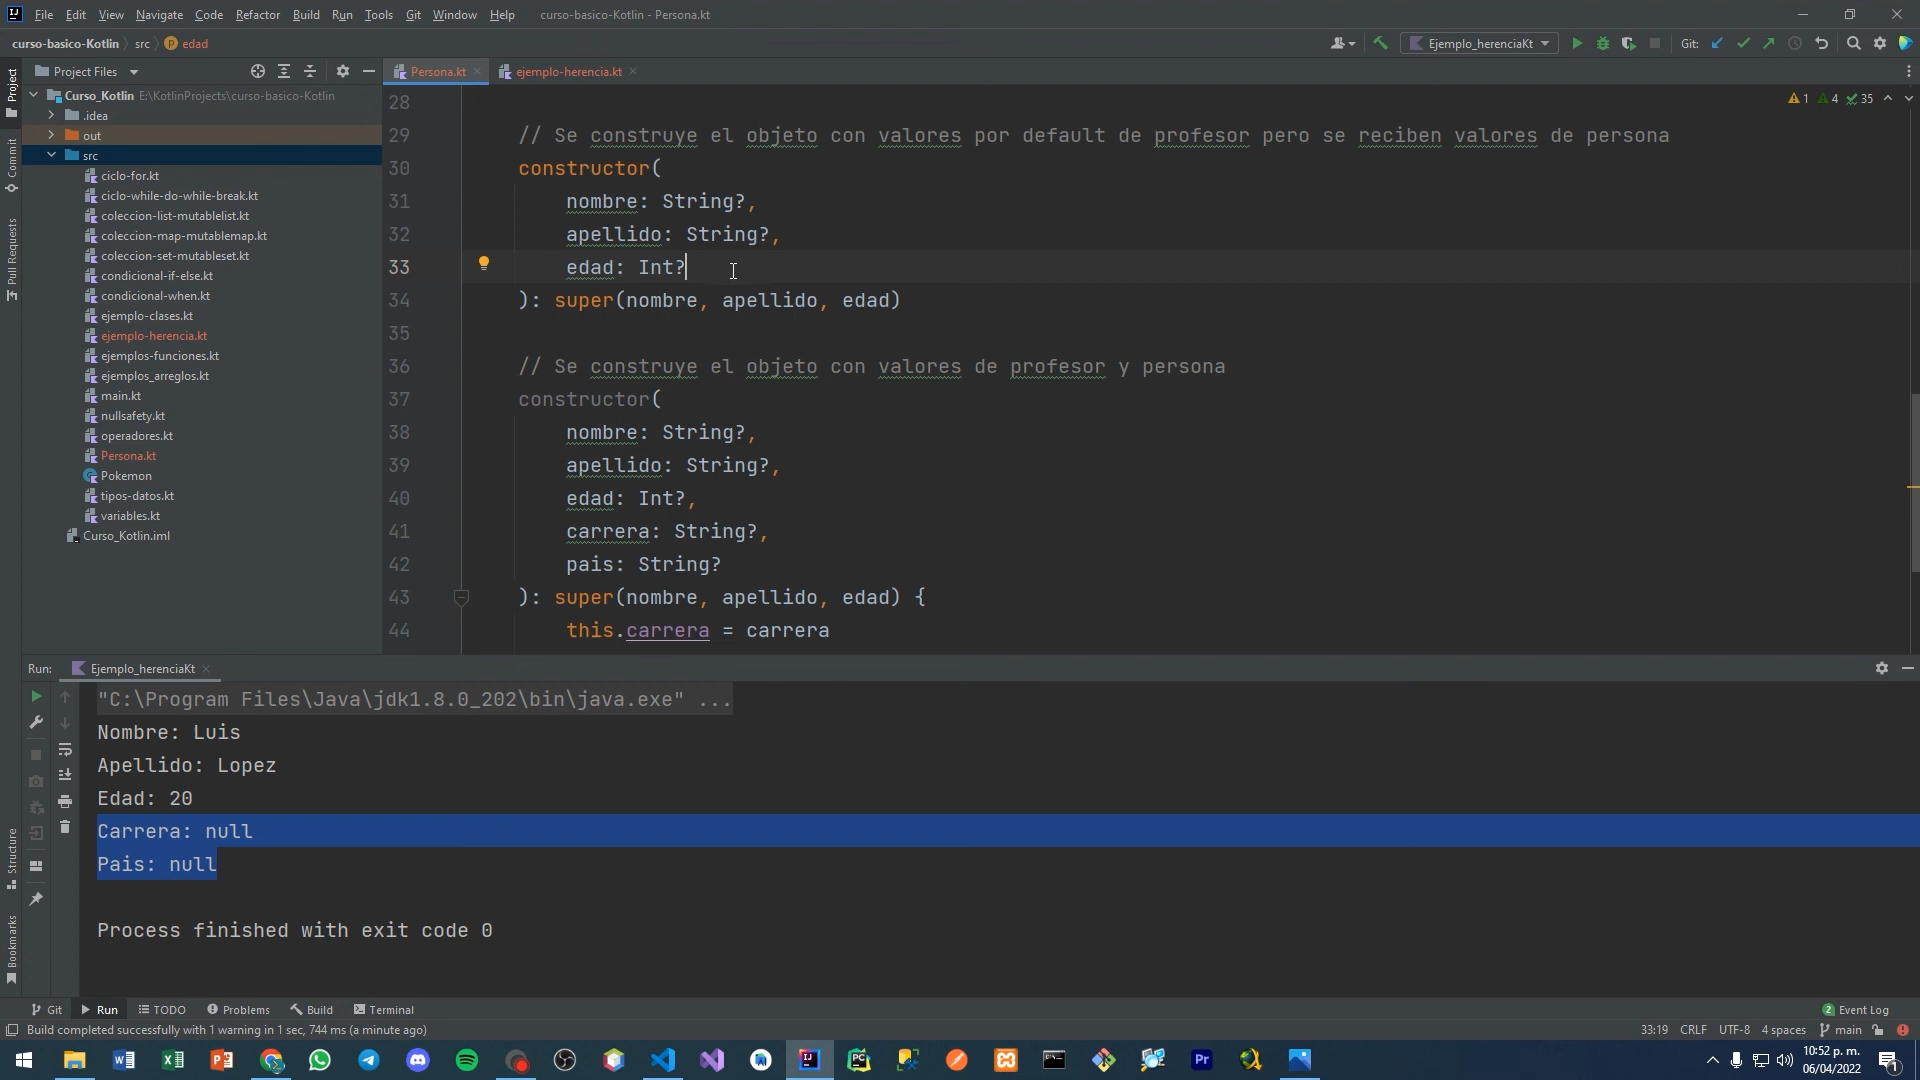 File Edit View Navigate Code Refactor Build Run Tools Git Window Help curso-basico-Kotlin - Persona.kt
curso-basico-Kotlin src edad Ejemplo_herenciaKt Git:
Project Files
Persona.kt
ejemplo-herencia.kt
Project
Commit
Pull Requests
Structure
Bookmarks
Curso_Kotlin E:\KotlinProjects\curso-basico-Kotlin
.idea
out
src
ciclo-for.kt
ciclo-while-do-while-break.kt
coleccion-list-mutablelist.kt
coleccion-map-mutablemap.kt
coleccion-set-mutableset.kt
condicional-if-else.kt
condicional-when.kt
ejemplo-clases.kt
ejemplo-herencia.kt
ejemplos-funciones.kt
ejemplos_arreglos.kt
main.kt
nullsafety.kt
operadores.kt
Persona.kt
Pokemon
tipos-datos.kt
variables.kt
Curso_Kotlin.iml
1 4 35
28
29 // Se construye el objeto con valores por default de profesor pero se reciben valores de persona
30 constructor(
31 nombre: String?,
32 apellido: String?,
33 edad: Int?
34 ): super(nombre, apellido, edad)
35
36 // Se construye el objeto con valores de profesor y persona
37 constructor(
38 nombre: String?,
39 apellido: String?,
40 edad: Int?,
41 carrera: String?,
42 pais: String?
43 ): super(nombre, apellido, edad) {
44 this.carrera = carrera
Run: Ejemplo_herenciaKt
"C:\Program Files\Java\jdk1.8.0_202\bin\java.exe" ...
Nombre: Luis
Apellido: Lopez
Edad: 20
Carrera: null
Pais: null
Process finished with exit code 0
Git Run TODO Problems Build Terminal 2 Event Log
Build completed successfully with 1 warning in 1 sec, 744 ms (a minute ago) 33:19 CRLF UTF-8 4 spaces main
10:52 p. m.
06/04/2022